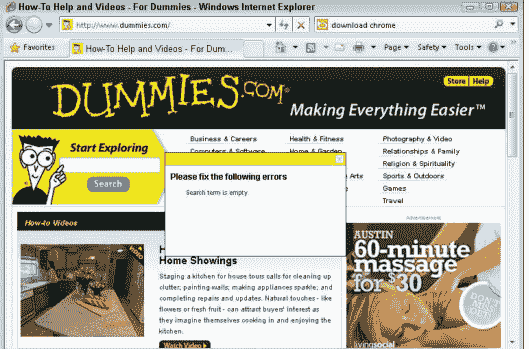 How-To Help and Videos - For Dummies - Windows Internet Explorer
http://www.dummies.com/
download chrome
Favorites
How-To Help and Videos - For Dum...
Page
Safety
Tools
DUMMIES.COM®
Making Everything Easier™
Store | Help
Start Exploring
Search
Business & Careers
Health & Fitness
Photography & Video
Computers & Software
Home & Garden
Relationships & Family
Religion & Spirituality
Arts
Sports & Outdoors
Games
Travel
Please fix the following errors
Search term is empty
How-to Videos
Advertisement
H
Home Showings
Staging a kitchen for house tours calls for cleaning up
clutter, painting walls, making appliances sparkle, and
completing repairs and updates. Natural touches - like
flowers or fresh fruit - can attract buyers' interest as
they imagine themselves cooking in and enjoying the
kitchen.
Watch Video
AUSTIN
60-minute
massage
for $30
DON'T
livingsocial